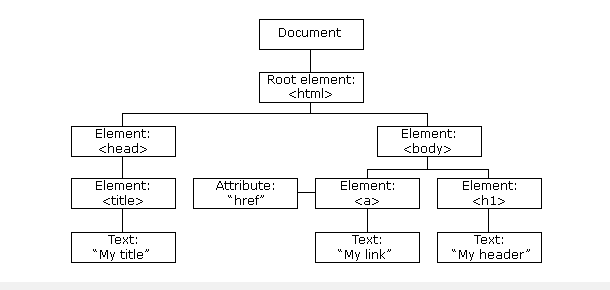 Document
Root element:
<html>
Element:
<head>
Element:
<body>
Element:
<title>
Attribute:
“href”
Element:
<a>
Element:
<h1>
Text:
“My title”
Text:
“My link”
Text:
“My header”